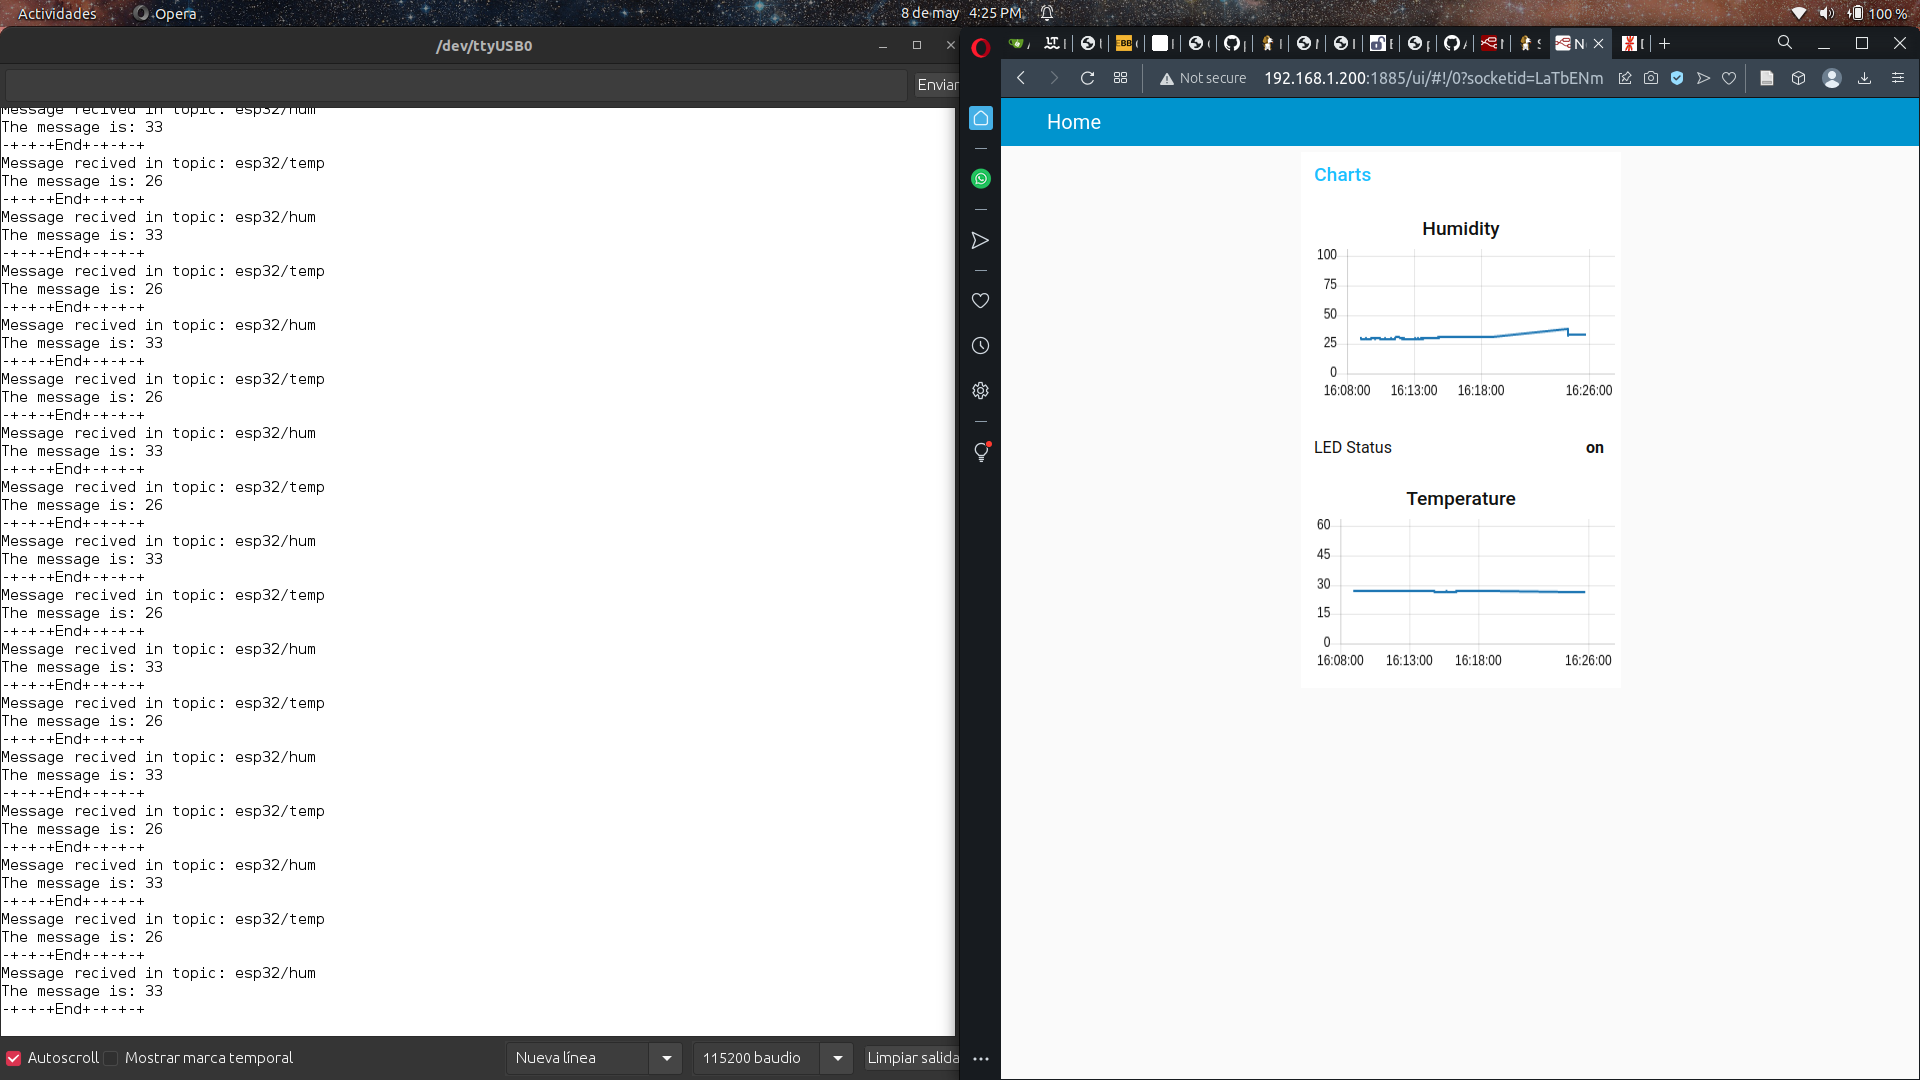 Actividades
Opera
8 de may 4:25 PM
100 %
/dev/ttyUSB0
Enviar
Message recived in topic: esp32/hum
The message is: 33
-+-+-+End+-+-+-+
Message recived in topic: esp32/temp
The message is: 26
-+-+-+End+-+-+-+
Message recived in topic: esp32/hum
The message is: 33
-+-+-+End+-+-+-+
Message recived in topic: esp32/temp
The message is: 26
-+-+-+End+-+-+-+
Message recived in topic: esp32/hum
The message is: 33
-+-+-+End+-+-+-+
Message recived in topic: esp32/temp
The message is: 26
-+-+-+End+-+-+-+
Message recived in topic: esp32/hum
The message is: 33
-+-+-+End+-+-+-+
Message recived in topic: esp32/temp
The message is: 26
-+-+-+End+-+-+-+
Message recived in topic: esp32/hum
The message is: 33
-+-+-+End+-+-+-+
Message recived in topic: esp32/temp
The message is: 26
-+-+-+End+-+-+-+
Message recived in topic: esp32/hum
The message is: 33
-+-+-+End+-+-+-+
Message recived in topic: esp32/temp
The message is: 26
-+-+-+End+-+-+-+
Message recived in topic: esp32/hum
The message is: 33
-+-+-+End+-+-+-+
Message recived in topic: esp32/temp
The message is: 26
-+-+-+End+-+-+-+
Message recived in topic: esp32/hum
The message is: 33
-+-+-+End+-+-+-+
Message recived in topic: esp32/temp
The message is: 26
-+-+-+End+-+-+-+
Message recived in topic: esp32/hum
The message is: 33
-+-+-+End+-+-+-+
Autoscroll
Mostrar marca temporal
Nueva línea
115200 baudio
Limpiar salida
EBB
Not secure
192.168.1.200:1885/ui/#!/0?socketid=LaTbENm
Home
Charts
Humidity
100
75
50
25
0
16:08:00 16:13:00 16:18:00 16:26:00
LED Status on
Temperature
60
45
30
15
0
16:08:00 16:13:00 16:18:00 16:26:00